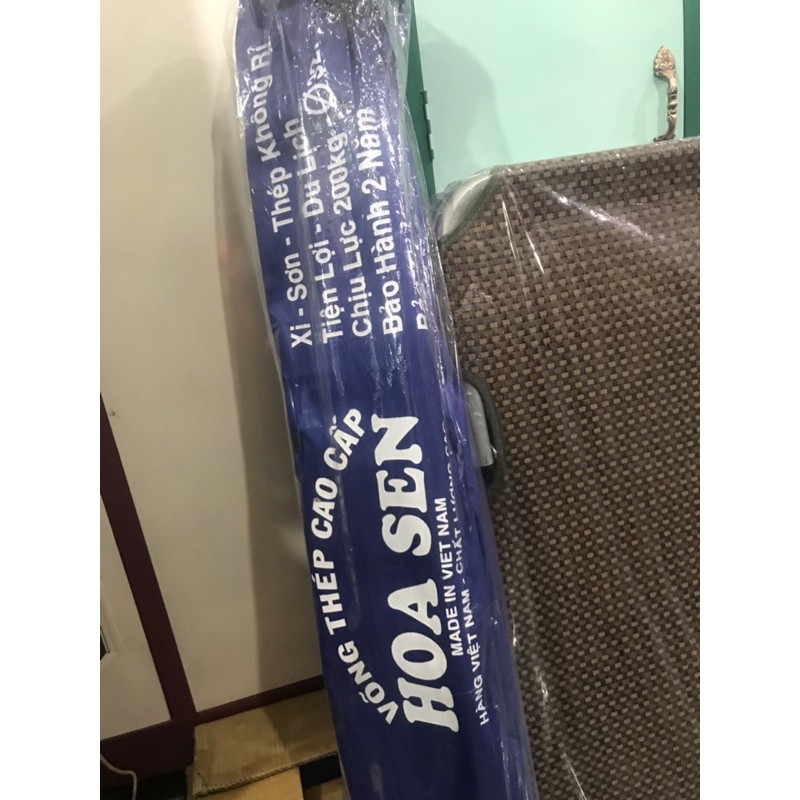 VÕNG THÉP CAO CẤP
HOA SEN
MADE IN VIET NAM
HÀNG VIỆT NAM - CHẤT LƯỢNG
Xi - Sơn - Thép Không Rỉ
Tiện Lợi - Du Lịch
Chịu Lực 200kg -
Bảo Hành 2 Năm